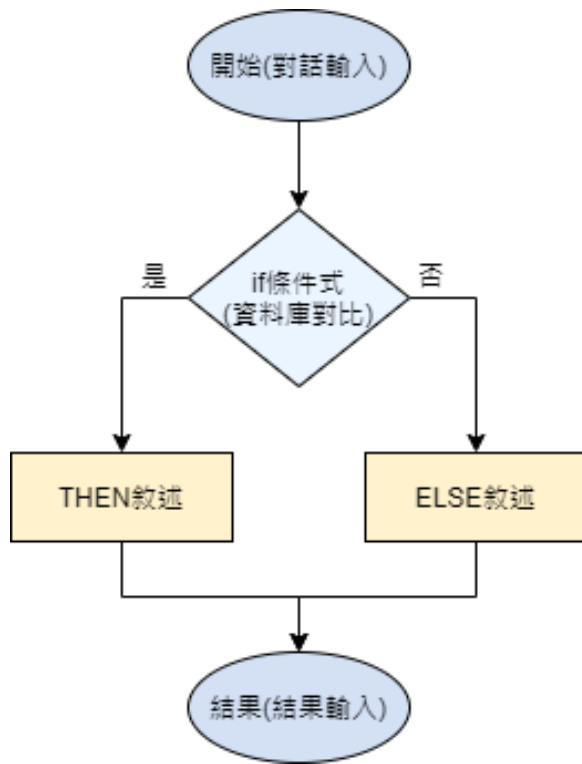 開始(對話輸入)
是
if條件式
(資料庫對比)
否
THEN敘述
ELSE敘述
結果(結果輸入)